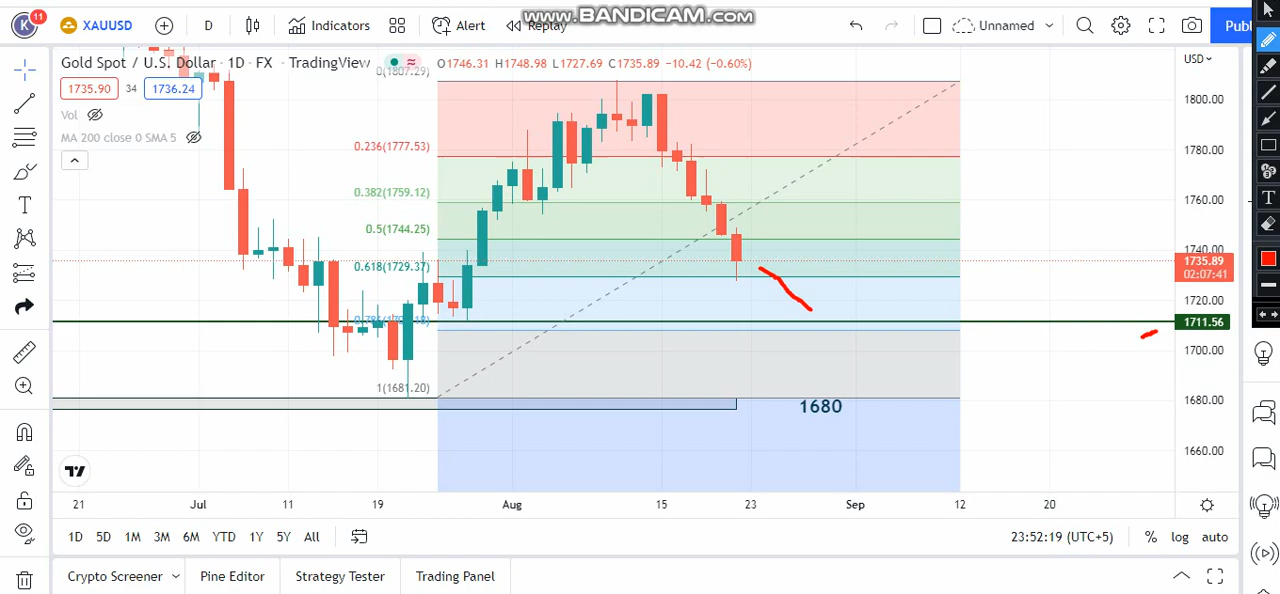 WWW.BANDICAM.COM
K 11 XAUUSD D Indicators Alert Replay Unnamed Publ
Gold Spot / U.S. Dollar · 1D · FX · TradingView O1746.31 H1748.98 L1727.69 C1735.89 −10.42 (−0.60%) USD
1735.90 34 1736.24
Vol
MA 200 close 0 SMA 5
0(1807.29)
0.236(1777.53)
0.382(1759.12)
0.5(1744.25)
0.618(1729.37)
1(1681.20)
1680
1800.00
1780.00
1760.00
1740.00
1735.89
02:07:41
1720.00
1711.56
1700.00
1680.00
1660.00
21 Jul 11 19 Aug 15 23 Sep 12 20
1D 5D 1M 3M 6M YTD 1Y 5Y All 23:52:19 (UTC+5) % log auto
Crypto Screener Pine Editor Strategy Tester Trading Panel
T
T